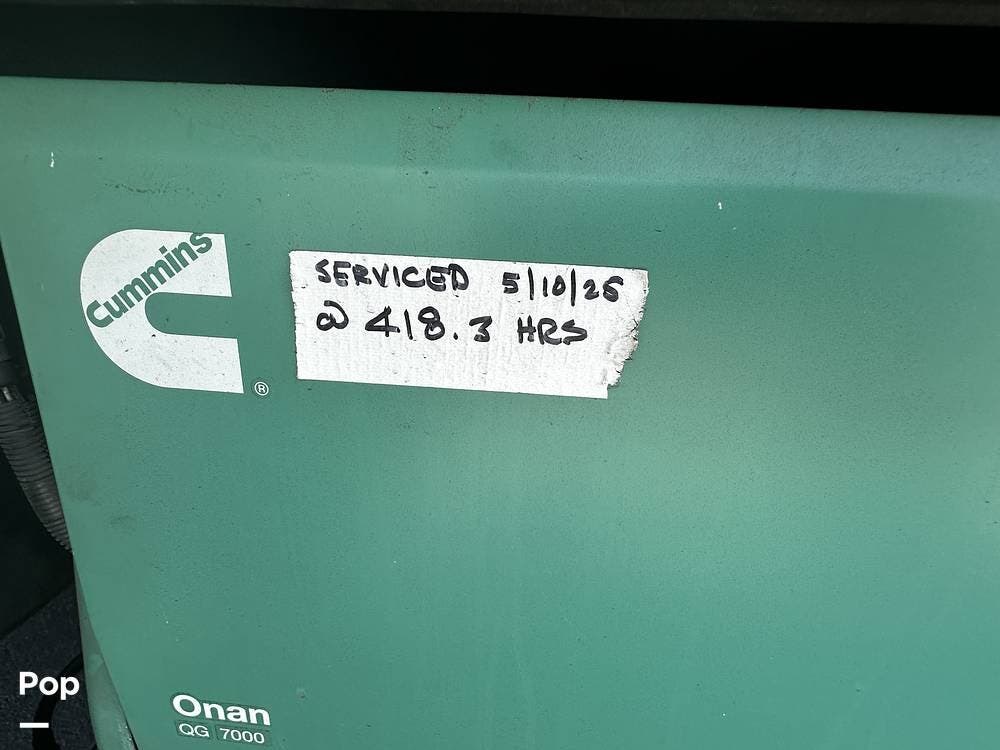 Cummins
®
SERVICED 5/10/25
@ 418.3 HRS
Onan
QG 7000
Pop